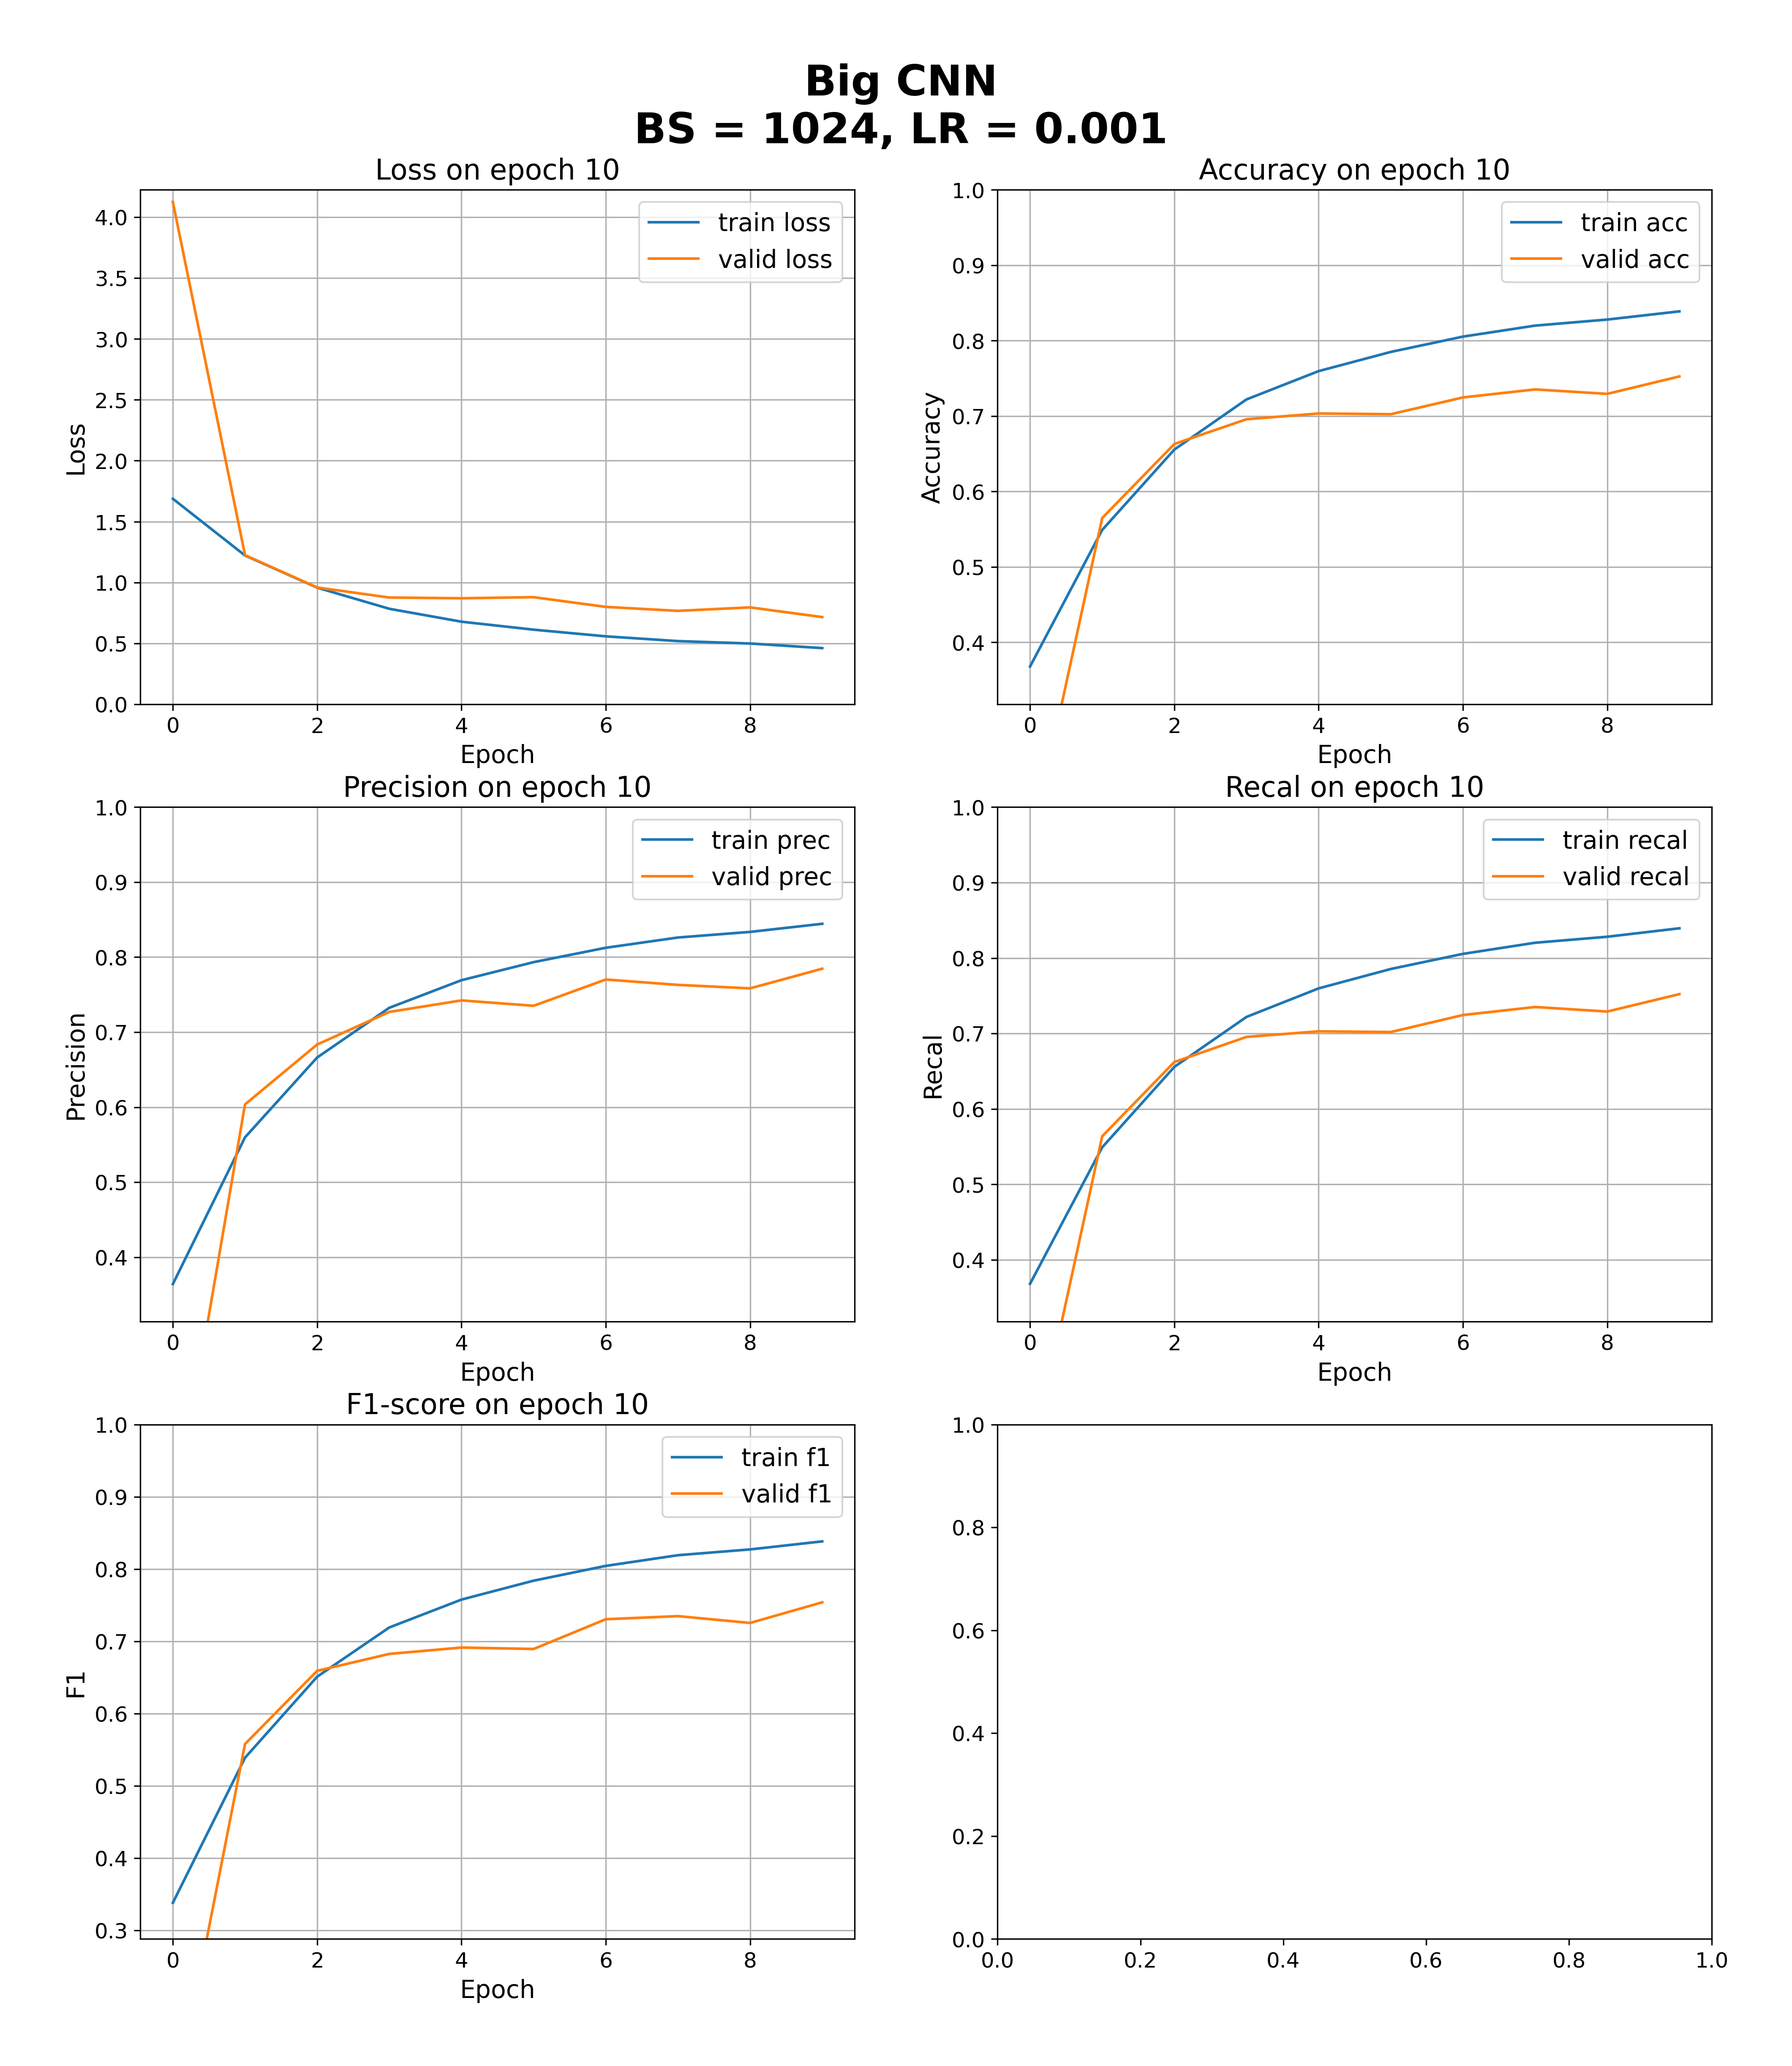 Big CNN
BS = 1024, LR = 0.001
Loss on epoch 10
4.0
3.5
3.0
2.5
2.0
1.5
1.0
0.5
0.0
Loss
train loss
valid loss
0 2 4 6 8
Epoch
Accuracy on epoch 10
1.0
0.9
0.8
0.7
0.6
0.5
0.4
Accuracy
train acc
valid acc
0 2 4 6 8
Epoch
Precision on epoch 10
1.0
0.9
0.8
0.7
0.6
0.5
0.4
Precision
train prec
valid prec
0 2 4 6 8
Epoch
Recal on epoch 10
1.0
0.9
0.8
0.7
0.6
0.5
0.4
Recal
train recal
valid recal
0 2 4 6 8
Epoch
F1-score on epoch 10
1.0
0.9
0.8
0.7
0.6
0.5
0.4
0.3
F1
train f1
valid f1
0 2 4 6 8
Epoch
1.0
0.8
0.6
0.4
0.2
0.0
0.0 0.2 0.4 0.6 0.8 1.0